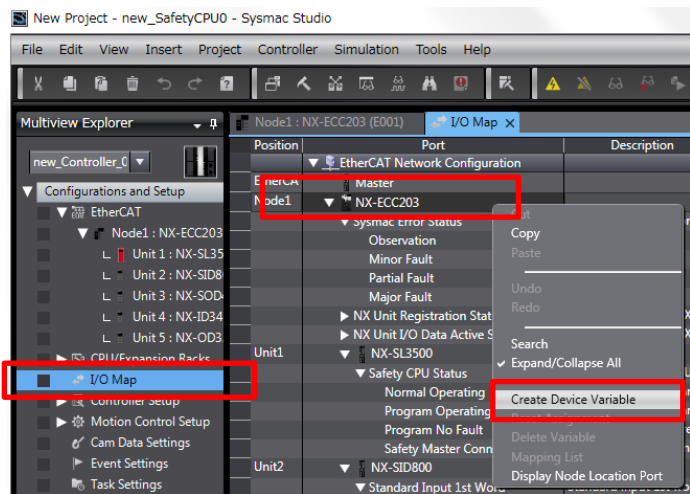 New Project - new_SafetyCPU0 - Sysmac Studio
File Edit View Insert Project Controller Simulation Tools Help
Multiview Explorer
new_Controller_0
Configurations and Setup
EtherCAT
Node1 : NX-ECC203
Unit 1 : NX-SL35
Unit 2 : NX-SID8
Unit 3 : NX-SOD
Unit 4 : NX-ID34
Unit 5 : NX-OD3
CPU/Expansion Racks
I/O Map
Controller Setup
Motion Control Setup
Cam Data Settings
Event Settings
Task Settings
Node1 : NX-ECC203 (E001) I/O Map
Position Port Description
EtherCAT Network Configuration
EtherCA Master
Node1 NX-ECC203
Sysmac Error Status
Observation
Minor Fault
Partial Fault
Major Fault
NX Unit Registration Stat
NX Unit I/O Data Active S
Unit1 NX-SL3500
Safety CPU Status
Normal Operating
Program Operating
Program No Fault
Safety Master Conn
Unit2 NX-SID800
Standard Input 1st Word
Cut
Copy
Paste
Undo
Redo
Search
Expand/Collapse All
Create Device Variable
Reset Assignment
Delete Variable
Mapping List
Display Node Location Port